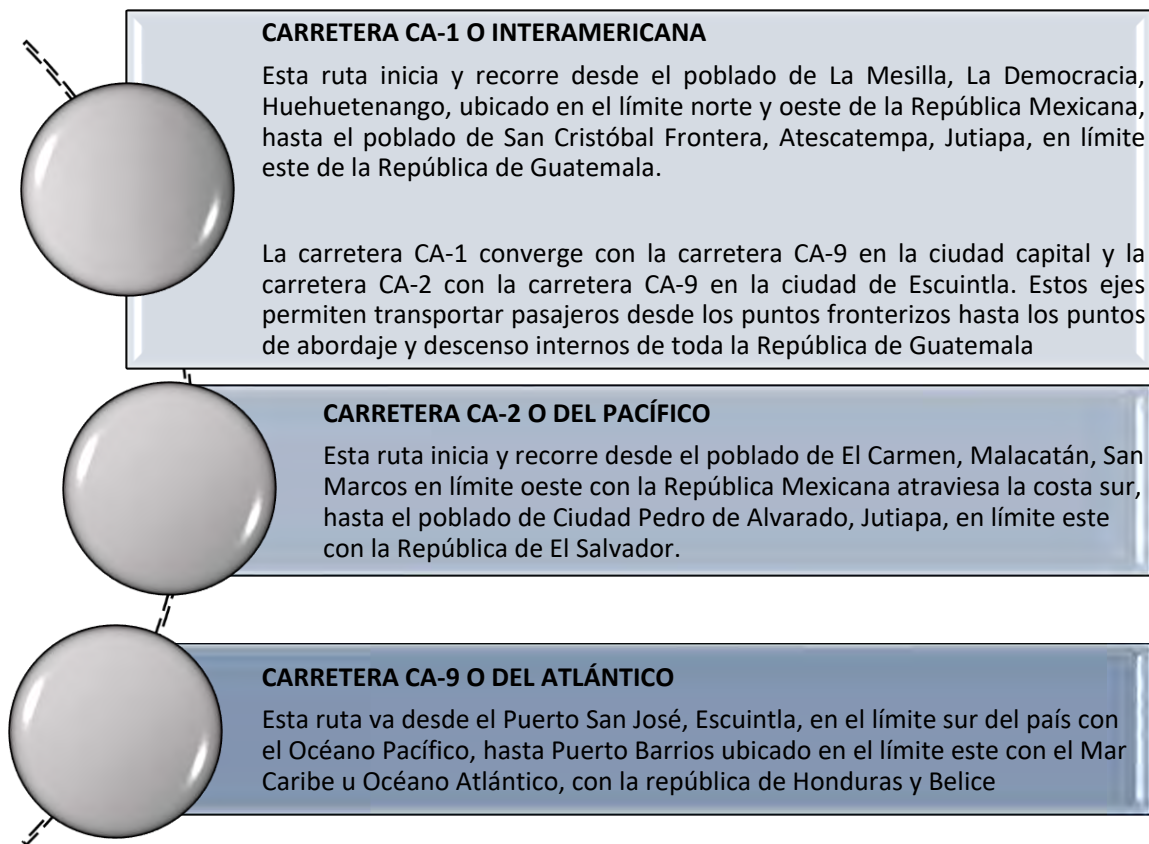 CARRETERA CA-1 O INTERAMERICANA
Esta ruta inicia y recorre desde el poblado de La Mesilla, La Democracia,
Huehuetenango, ubicado en el límite norte y oeste de la República Mexicana,
hasta el poblado de San Cristóbal Frontera, Atescatempa, Jutiapa, en límite
este de la República de Guatemala.
La carretera CA-1 converge con la carretera CA-9 en la ciudad capital y la
carretera CA-2 con la carretera CA-9 en la ciudad de Escuintla. Estos ejes
permiten transportar pasajeros desde los puntos fronterizos hasta los puntos
de abordaje y descenso internos de toda la República de Guatemala
CARRETERA CA-2 O DEL PACÍFICO
Esta ruta inicia y recorre desde el poblado de El Carmen, Malacatán, San
Marcos en límite oeste con la República Mexicana atraviesa la costa sur,
hasta el poblado de Ciudad Pedro de Alvarado, Jutiapa, en límite este
con la República de El Salvador.
CARRETERA CA-9 O DEL ATLÁNTICO
Esta ruta va desde el Puerto San José, Escuintla, en el límite sur del país con
el Océano Pacífico, hasta Puerto Barrios ubicado en el límite este con el Mar
Caribe u Océano Atlántico, con la república de Honduras y Belice